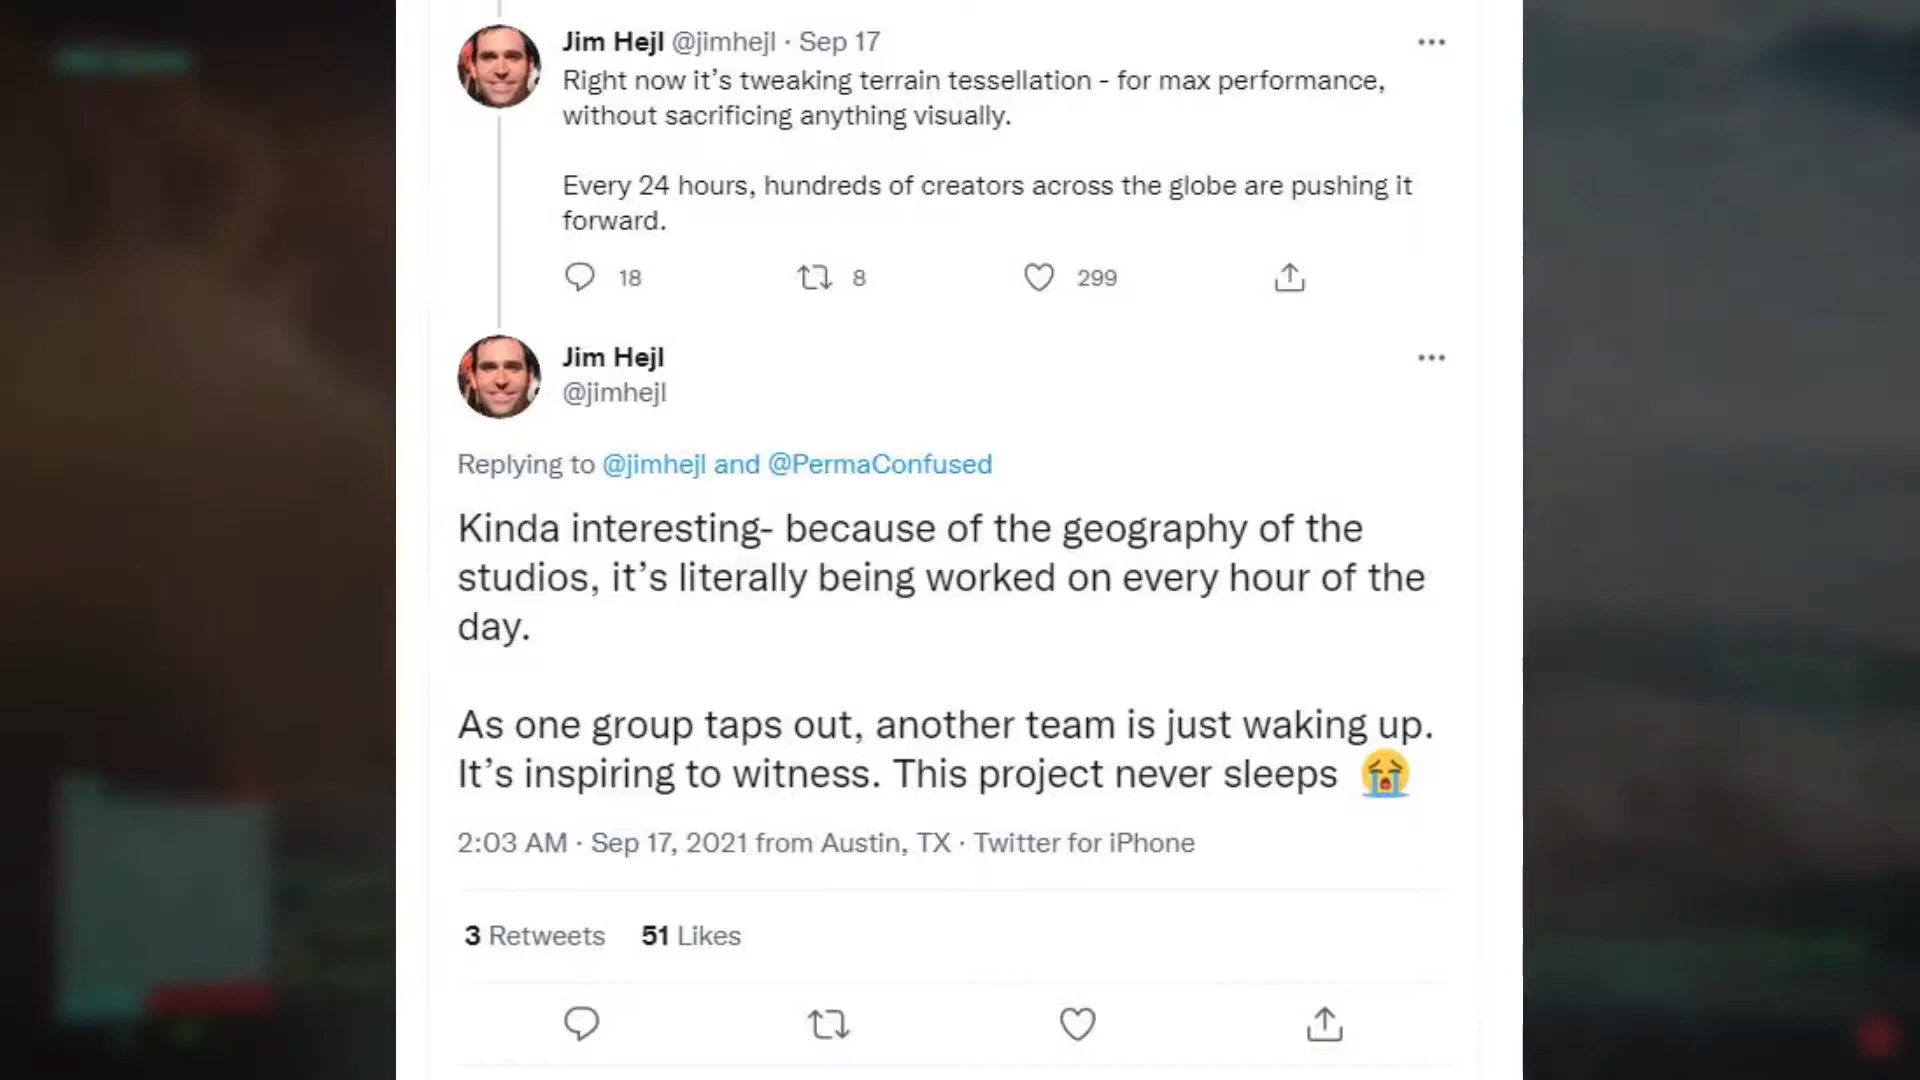 Jim Hejl @jimhejl · Sep 17
Right now it’s tweaking terrain tessellation - for max performance,
without sacrificing anything visually.
Every 24 hours, hundreds of creators across the globe are pushing it
forward.
18 8 299
Jim Hejl
@jimhejl
Replying to @jimhejl and @PermaConfused
Kinda interesting- because of the geography of the
studios, it’s literally being worked on every hour of the
day.
As one group taps out, another team is just waking up.
It’s inspiring to witness. This project never sleeps 😭
2:03 AM · Sep 17, 2021 from Austin, TX · Twitter for iPhone
3 Retweets 51 Likes